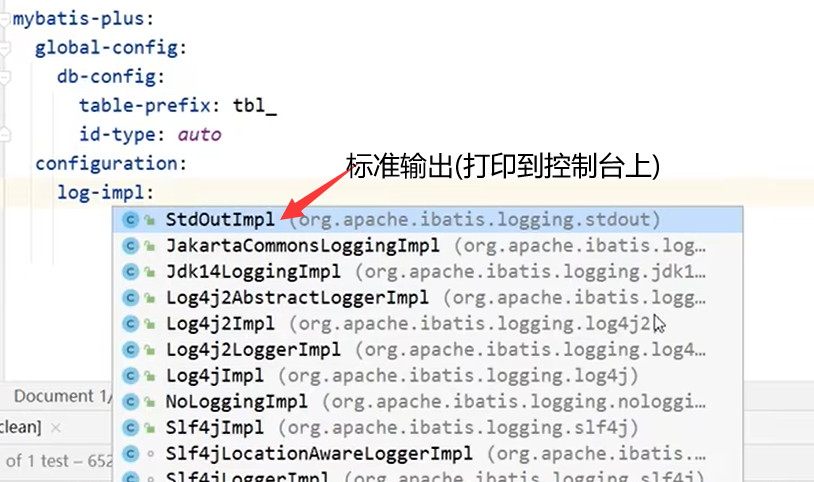 mybatis-plus:
global-config:
db-config:
table-prefix: tbl_
id-type: auto
configuration:
标准输出(打印到控制台上)
log-impl:
StdOutImpl (org.apache.ibatis.logging.stdout)
JakartaCommonsLoggingImpl (org.apache.ibatis.log…
Jdk14LoggingImpl (org.apache.ibatis.logging.jdk1…
Log4j2AbstractLoggerImpl (org.apache.ibatis.logg…
Log4j2Impl (org.apache.ibatis.logging.log4j2)
Log4j2LoggerImpl (org.apache.ibatis.logging.log4…
Log4jImpl (org.apache.ibatis.logging.log4j)
NoLoggingImpl (org.apache.ibatis.logging.nologgi…
Slf4jImpl (org.apache.ibatis.logging.slf4j)
Slf4jLocationAwareLoggerImpl (org.apache.ibatis.…
Slf4jLoggerImpl (org.apache.ibatis.logging.slf4j)
Document 1/
clean] ×
of 1 test – 652